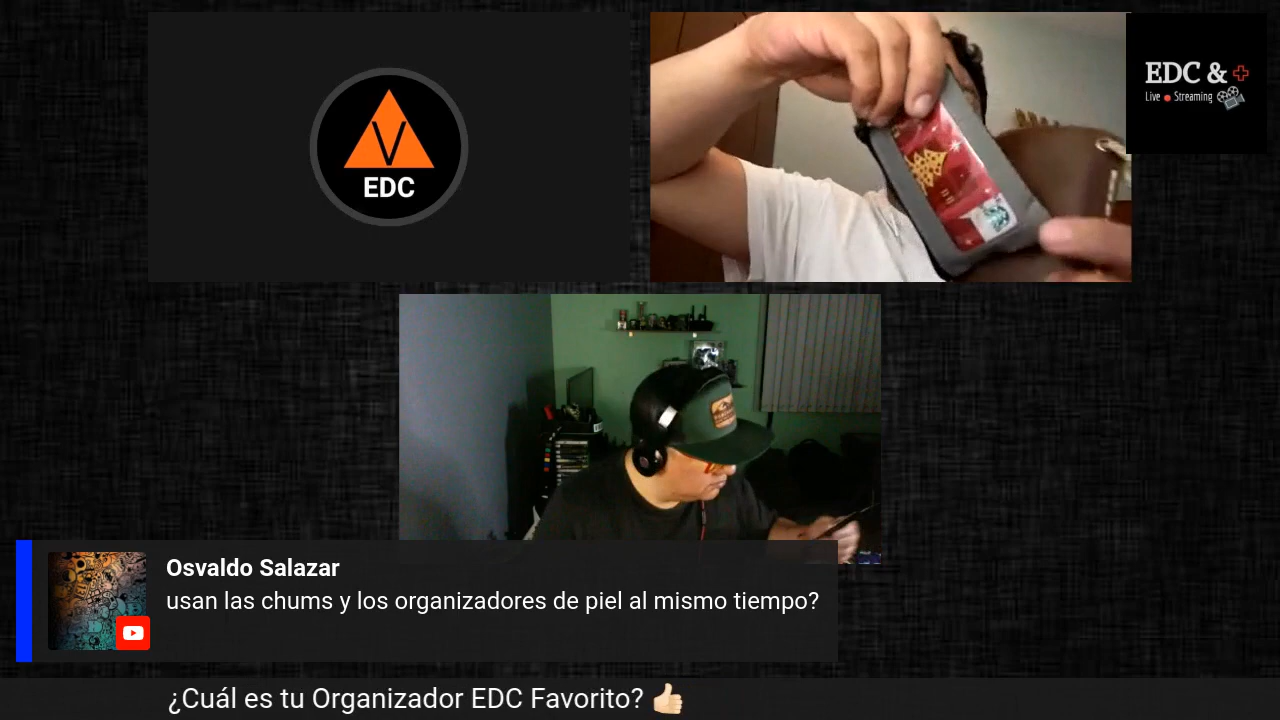 V
EDC
EDC &
Live Streaming
Osvaldo Salazar
usan las chums y los organizadores de piel al mismo tiempo?
¿Cuál es tu Organizador EDC Favorito? 👍🏻